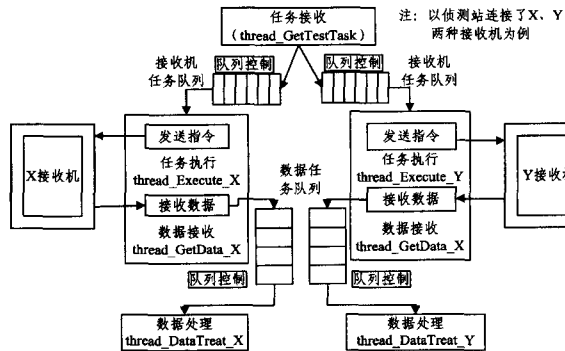 任务接收
(thread_GetTestTask)
注: 以侦测站连接了X、Y
两种接收机为例
接收机
任务队列
队列控制
队列控制
接收机
任务队列
发送指令
任务执行
thread_Execute_X
接收数据
数据接收
thread_GetData_X
X接收机
数据任
务队列
发送指令
任务执行
thread_Execute_Y
接收数据
数据接收
thread_GetData_X
Y接收机
队列控制
队列控制
数据处理
thread_DataTreat_X
数据处理
thread_DataTreat_Y